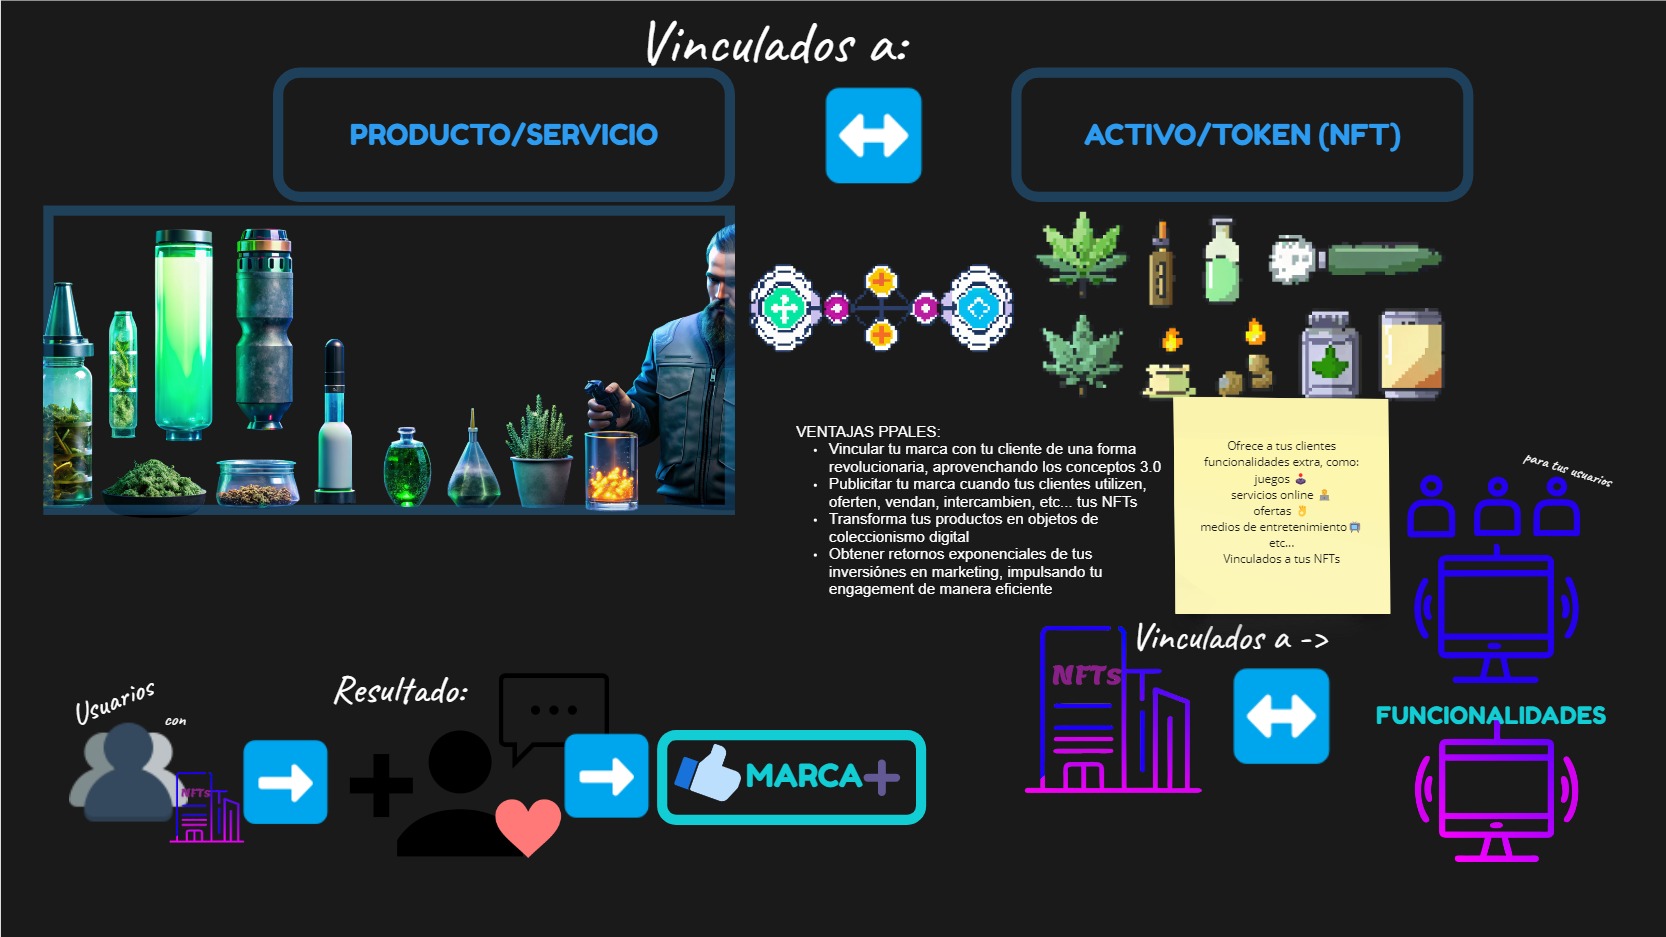 Vinculados a:
PRODUCTO/SERVICIO
ACTIVO/TOKEN (NFT)
VENTAJAS PPALES:
• Vincular tu marca con tu cliente de una forma
revolucionaria, aprovenchando los conceptos 3.0
• Publicitar tu marca cuando tus clientes utilizen,
oferten, vendan, intercambien, etc... tus NFTs
• Transforma tus productos en objetos de
coleccionismo digital
• Obtener retornos exponenciales de tus
inversiónes en marketing, impulsando tu
engagement de manera eficiente
Ofrece a tus clientes
funcionalidades extra, como:
juegos 🕹️
servicios online 🧑‍💻
ofertas 👌
medios de entretenimiento 📺
etc...
Vinculados a tus NFTs
para tus usuarios
Vinculados a ->
NFTs
FUNCIONALIDADES
Usuarios
con
NFTs
Resultado:
MARCA